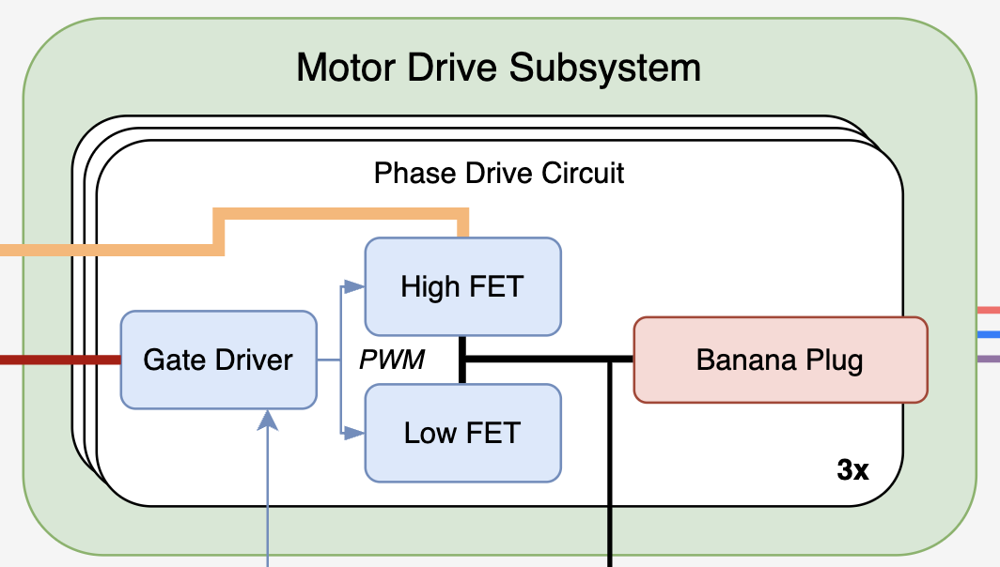 Motor Drive Subsystem
Phase Drive Circuit
High FET
Gate Driver
PWM
Banana Plug
Low FET
3x